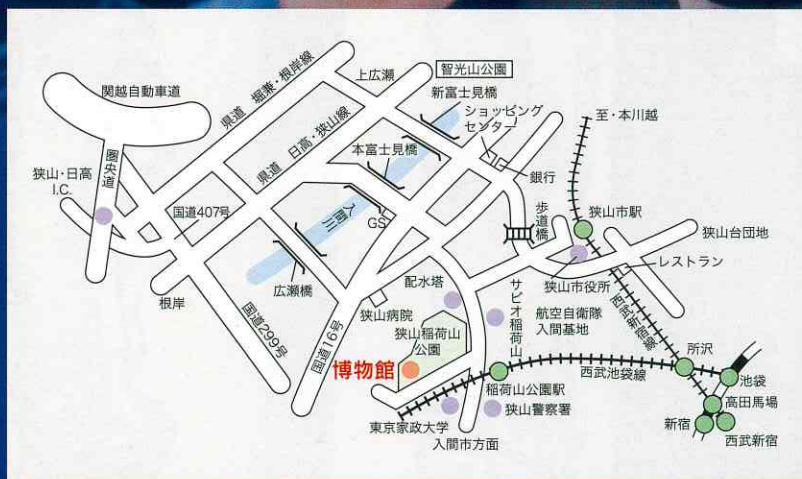 関越自動車道
県道 堀兼・根岸線
上広瀬
智光山公園
新富士見橋
ショッピング
センター
至・本川越
県道 日高・狭山線
本富士見橋
圏央道
狭山・日高
I.C.
銀行
国道407号
入間川
GS
歩道橋
狭山市駅
狭山台団地
レストラン
広瀬橋
根岸
配水塔
狭山市役所
国道299号
国道16号
狭山病院
サピオ稲荷山
航空自衛隊
入間基地
西武新宿線
狭山稲荷山
公園
博物館
稲荷山公園駅
西武池袋線
所沢
池袋
高田馬場
新宿
西武新宿
東京家政大学
狭山警察署
入間市方面